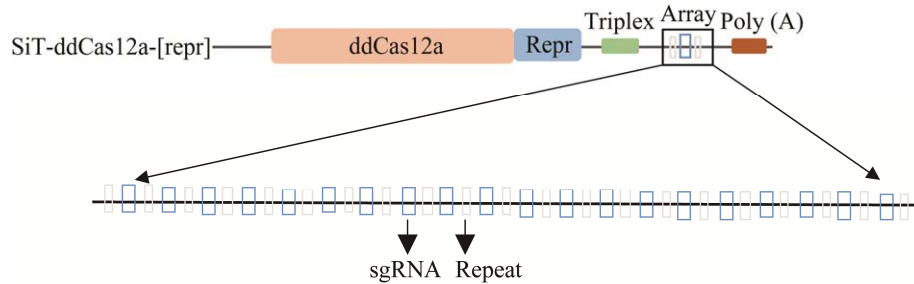 Triplex Array Poly (A)
SiT-ddCas12a-[repr] ddCas12a Repr
sgRNA Repeat